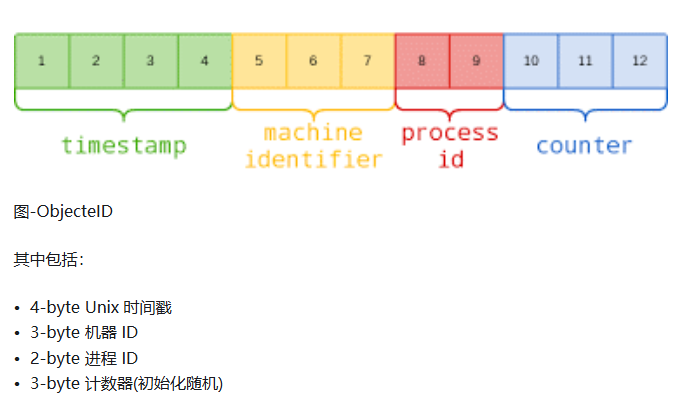 1 2 3 4 5 6 7 8 9 10 11 12
timestamp machine identifier process id counter
图-ObjecteID
其中包括：
• 4-byte Unix 时间戳
• 3-byte 机器 ID
• 2-byte 进程 ID
• 3-byte 计数器(初始化随机)